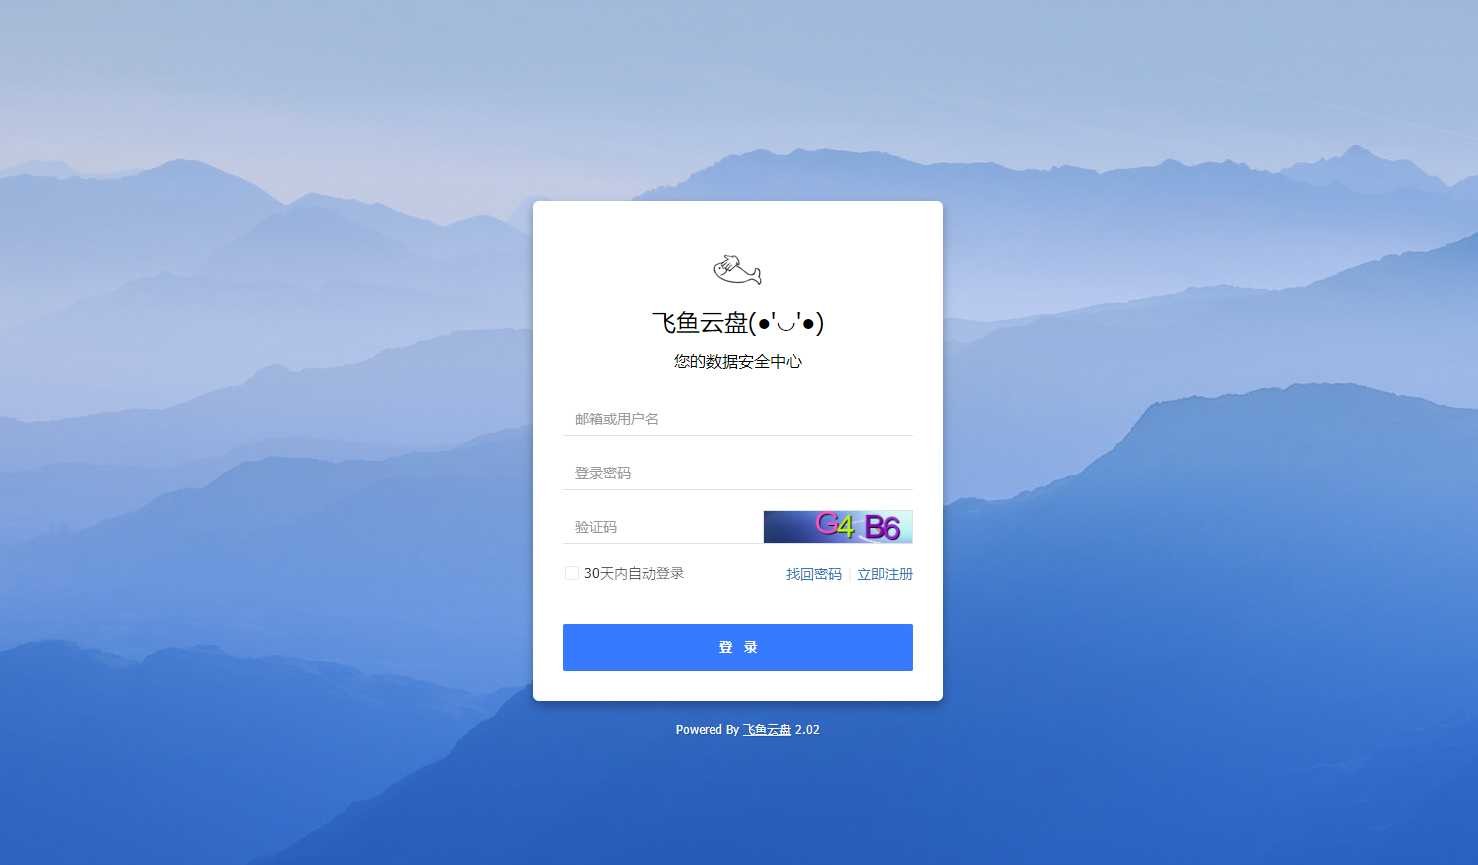 飞鱼云盘(●'◡'●)
您的数据安全中心
邮箱或用户名
登录密码
验证码 G4 B6
30天内自动登录 找回密码 | 立即注册
登 录
Powered By 飞鱼云盘 2.02